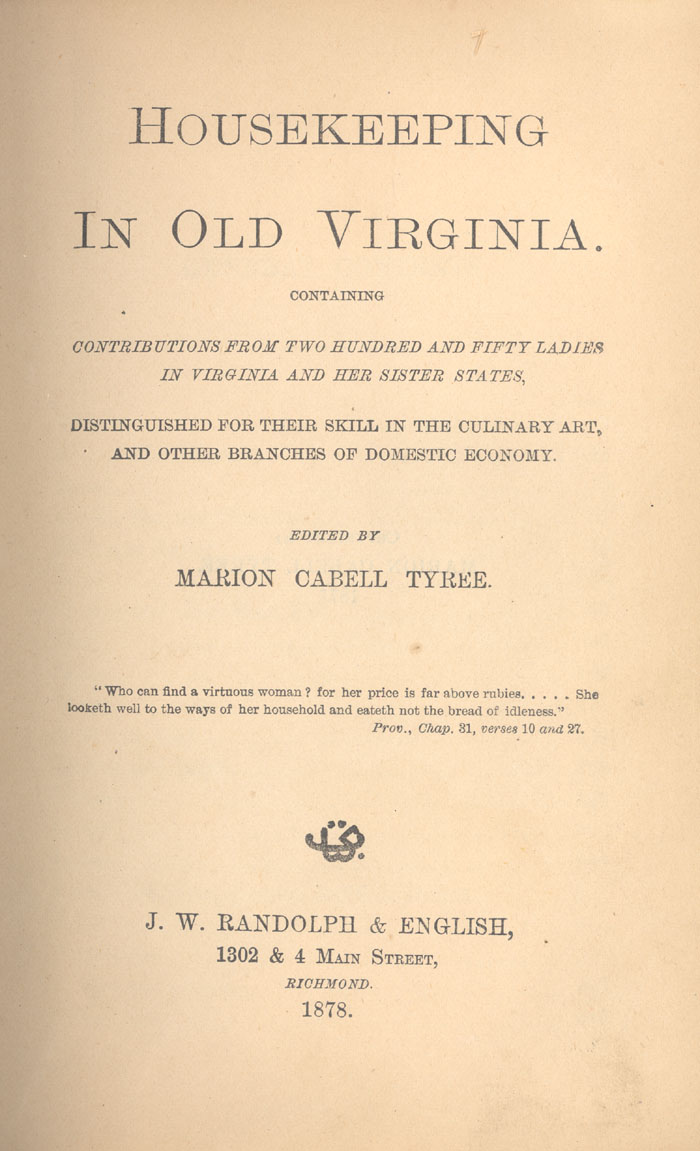 HOUSEKEEPING
IN OLD VIRGINIA.
CONTAINING
CONTRIBUTIONS FROM TWO HUNDRED AND FIFTY LADIES
IN VIRGINIA AND HER SISTER STATES,
DISTINGUISHED FOR THEIR SKILL IN THE CULINARY ART,
AND OTHER BRANCHES OF DOMESTIC ECONOMY.
EDITED BY
MARION CABELL TYREE.
"Who can find a virtuous woman? for her price is far above rubies. . . . . She
looketh well to the ways of her household and eateth not the bread of idleness."
Prov., Chap. 31, verses 10 and 27.
J. W. RANDOLPH & ENGLISH,
1302 & 4 MAIN STREET,
RICHMOND.
1878.